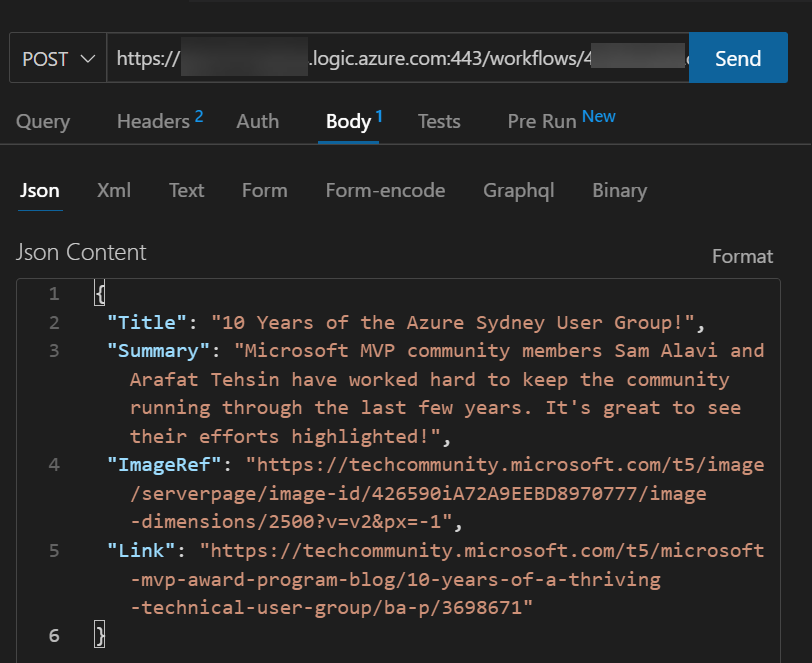 POST https:// .logic.azure.com:443/workflows/4 Send
Query Headers 2 Auth Body 1 Tests Pre Run New
Json Xml Text Form Form-encode Graphql Binary
Json Content
Format
1 {
2 "Title": "10 Years of the Azure Sydney User Group!",
3 "Summary": "Microsoft MVP community members Sam Alavi and
Arafat Tehsin have worked hard to keep the community
running through the last few years. It's great to see
their efforts highlighted!",
4 "ImageRef": "https://techcommunity.microsoft.com/t5/image
/serverpage/image-id/426590iA72A9EEBD8970777/image
-dimensions/2500?v=v2&px=-1",
5 "Link": "https://techcommunity.microsoft.com/t5/microsoft
-mvp-award-program-blog/10-years-of-a-thriving
-technical-user-group/ba-p/3698671"
6 }